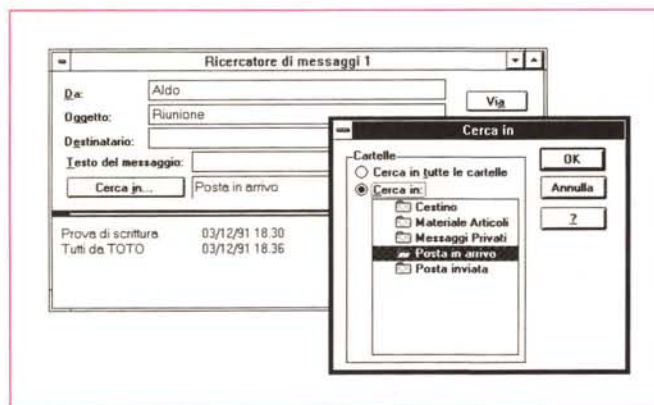 Ricercatore di messaggi 1
Da:
Aldo
Oggetto:
Riunione
Destinatario:
Testo del messaggio:
Cerca in...
Posta in arrivo
Via
Prova di scrittura 03/12/91 18.30
Tutti da TOTO 03/12/91 18.36
Cerca in
Cartelle
Cerca in tutte le cartelle
Cerca in:
Cestino
Materiale Articoli
Messaggi Privati
Posta in arrivo
Posta inviata
OK
Annulla
?